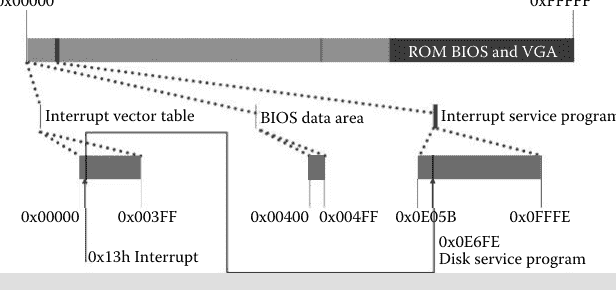 0x00000 0xFFFFF
ROM BIOS and VGA
Interrupt vector table BIOS data area Interrupt service program
0x00000 0x003FF 0x00400 0x004FF 0x0E05B 0x0FFFE
0x0E6FE
0x13h Interrupt Disk service program